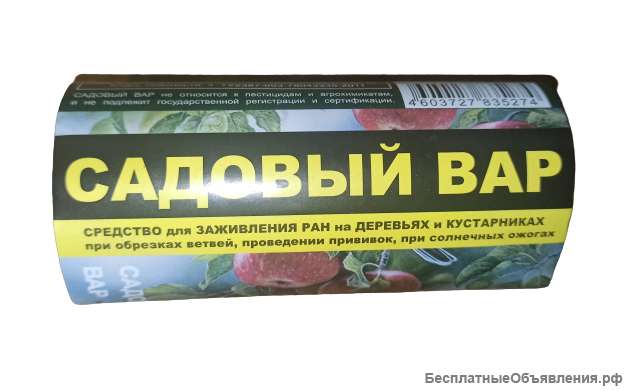 САДОВЫЙ ВАР не относится к пестицидам и агрохимикатам,
и не подлежит государственной регистрации и сертификации.
4603727 835274
САДОВЫЙ ВАР
СРЕДСТВО для ЗАЖИВЛЕНИЯ РАН на ДЕРЕВЬЯХ и КУСТАРНИКАХ
при обрезках ветвей, проведении прививок, при солнечных ожогах
ВАР
БесплатныеОбъявления.рф